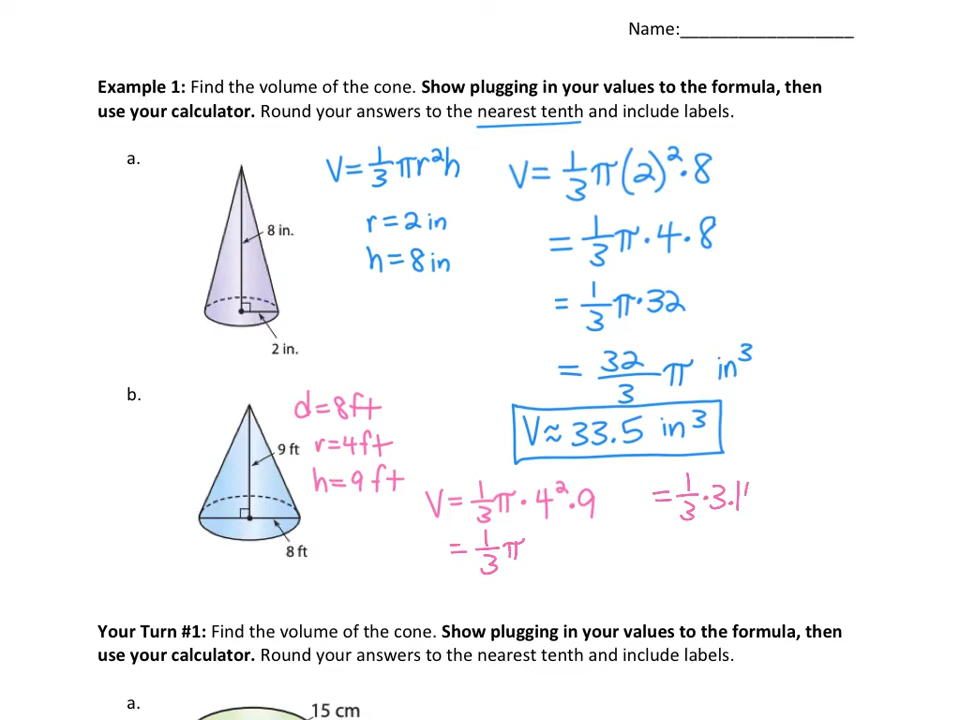 Name:__________________
Example 1: Find the volume of the cone. Show plugging in your values to the formula, then
use your calculator. Round your answers to the nearest tenth and include labels.
a.
8 in.
2 in.
V = 1/3 πr²h
r = 2 in
h = 8 in
V = 1/3 π(2)² · 8
= 1/3 π · 4 · 8
= 1/3 π · 32
= 32/3 π in³
V ≈ 33.5 in³
b.
9 ft
8 ft
d = 8 ft
r = 4 ft
h = 9 ft
V = 1/3 π · 4² · 9
= 1/3 π
= 1/3 · 3.1
Your Turn #1: Find the volume of the cone. Show plugging in your values to the formula, then
use your calculator. Round your answers to the nearest tenth and include labels.
a.
15 cm